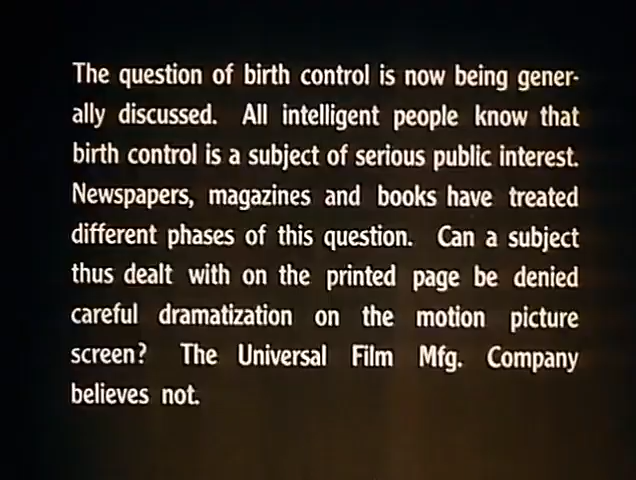 The question of birth control is now being gener-
ally discussed. All intelligent people know that
birth control is a subject of serious public interest.
Newspapers, magazines and books have treated
different phases of this question. Can a subject
thus dealt with on the printed page be denied
careful dramatization on the motion picture
screen? The Universal Film Mfg. Company
believes not.